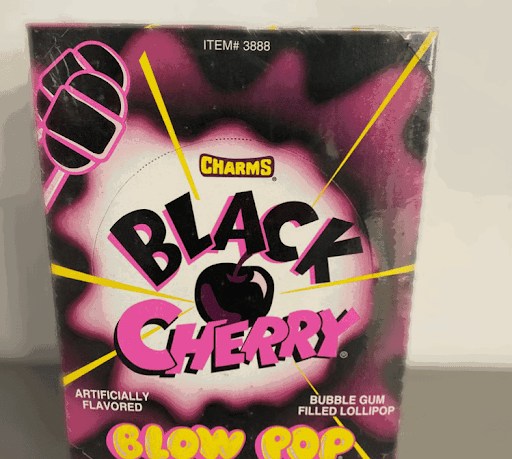 ITEM# 3888
CHARMS®
BLACK
CHERRY®
ARTIFICIALLY
FLAVORED
BUBBLE GUM
FILLED LOLLIPOP
BLOW POP